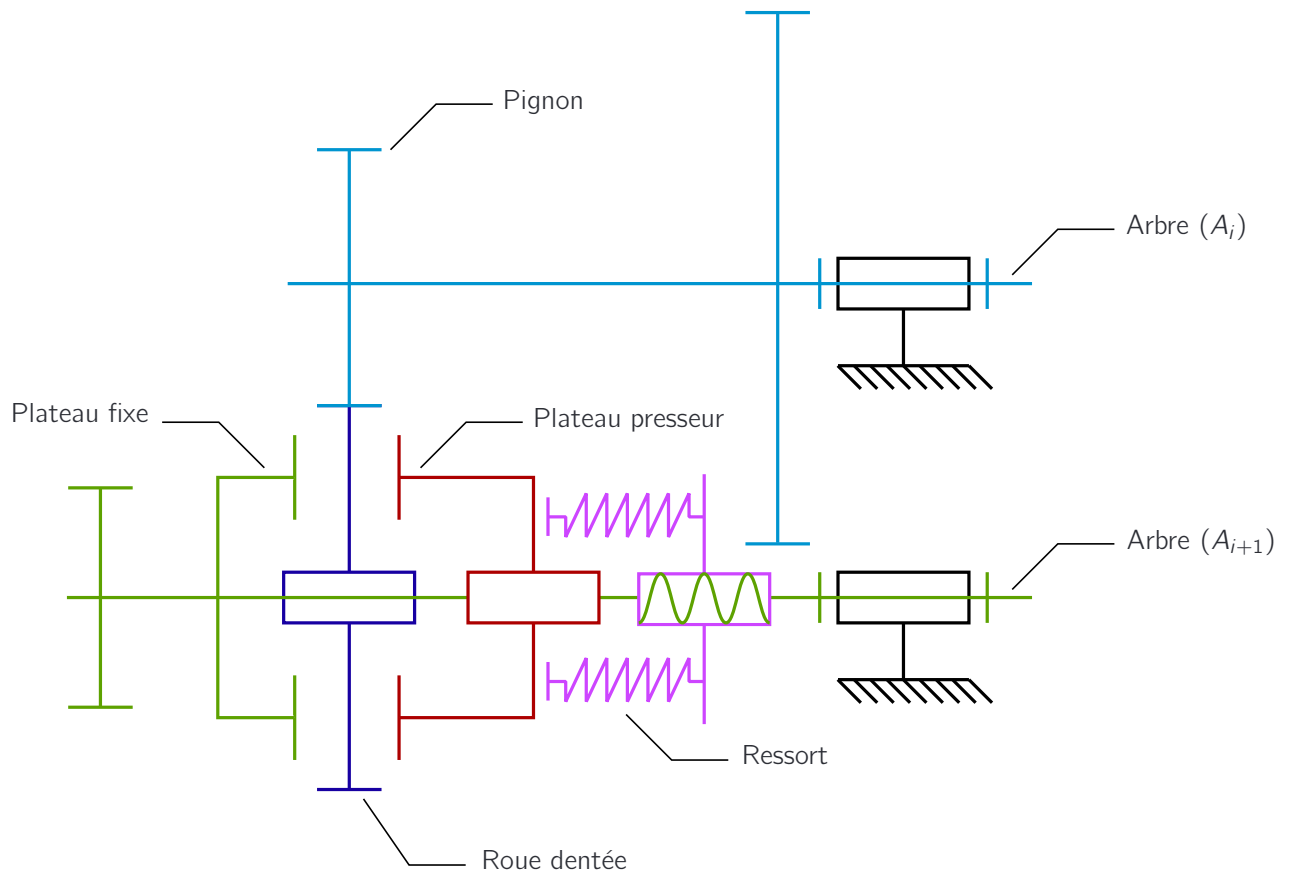 Pignon
Arbre (A_i)
Plateau fixe
Plateau presseur
Arbre (A_{i+1})
Ressort
Roue dentée